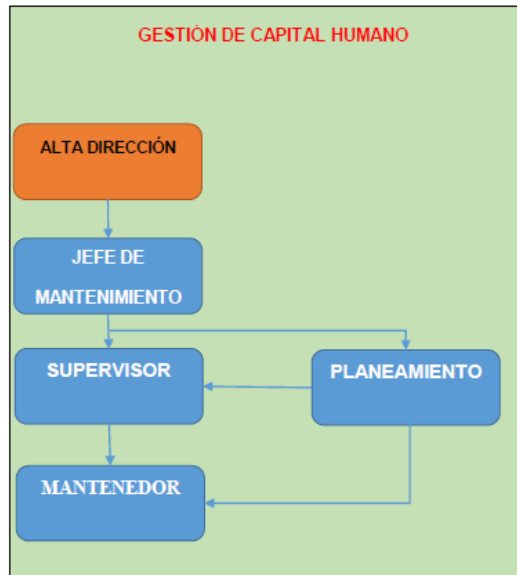 GESTIÓN DE CAPITAL HUMANO
ALTA DIRECCIÓN
JEFE DE
MANTENIMIENTO
SUPERVISOR
PLANEAMIENTO
MANTENEDOR